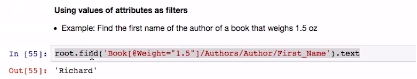 Using values of attributes as filters
• Example: Find the first name of the author of a book that weighs 1.5 oz
In [55]: root.find('Book[@Weight="1.5"]/Authors/Author/First_Name').text
Out[55]: 'Richard'